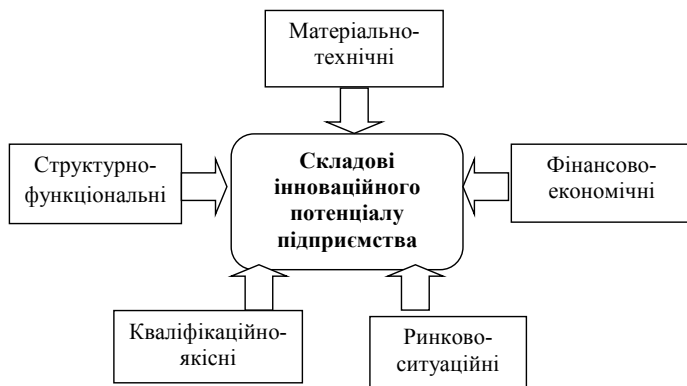 Матеріально-
технічні
Структурно-
функціональні
Складові
інноваційного
потенціалу
підприємства
Фінансово-
економічні
Кваліфікаційно-
якісні
Ринково-
ситуаційні